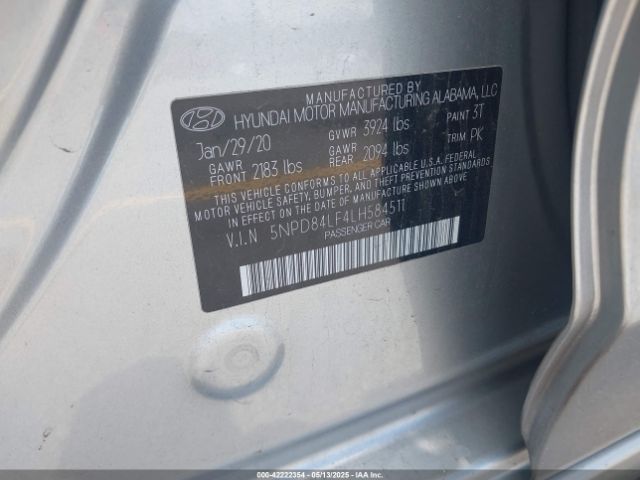 MANUFACTURED BY
HYUNDAI MOTOR MANUFACTURING ALABAMA, LLC
Jan/29/20 GVWR 3924 lbs PAINT 3T
GAWR FRONT 2183 lbs GAWR REAR 2094 lbs TRIM PK
THIS VEHICLE CONFORMS TO ALL APPLICABLE U.S.A. FEDERAL
MOTOR VEHICLE SAFETY, BUMPER, AND THEFT PREVENTION STANDARDS
IN EFFECT ON THE DATE OF MANUFACTURE SHOWN ABOVE.
V.I.N 5NPD84LF4LH584511
PASSENGER CAR
000-42222354 05/13/2025 COPYRIGHT IAA, LLC.